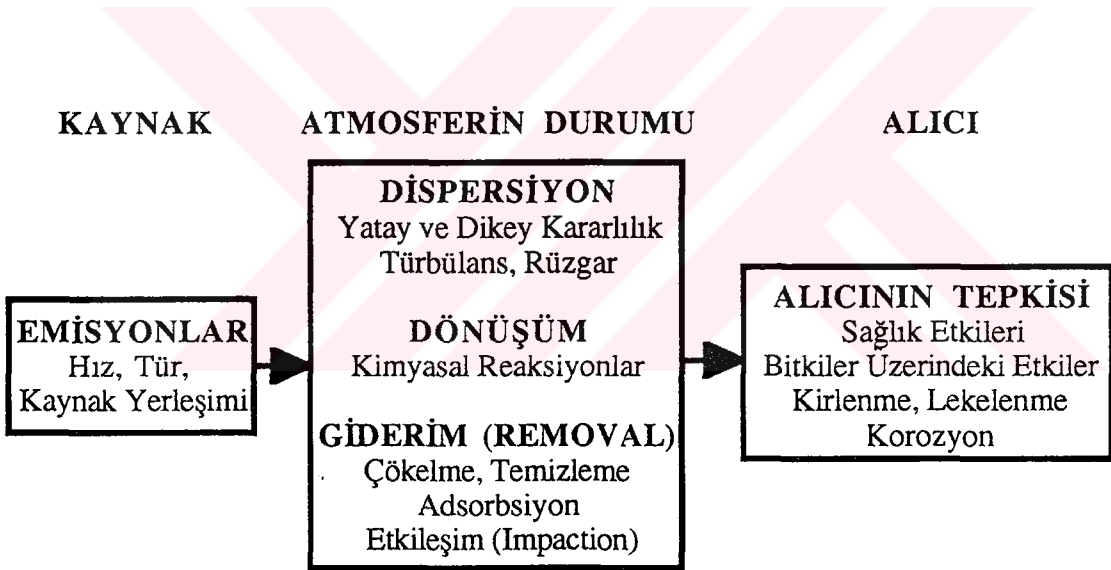 KAYNAK ATMOSFERİN DURUMU ALICI
EMİSYONLAR
Hız, Tür,
Kaynak Yerleşimi
DİSPERSİYON
Yatay ve Dikey Kararlılık
Türbülans, Rüzgar
DÖNÜŞÜM
Kimyasal Reaksiyonlar
GİDERİM (REMOVAL)
Çökelme, Temizleme
Adsorbsiyon
Etkileşim (Impaction)
ALICININ TEPKİSİ
Sağlık Etkileri
Bitkiler Üzerindeki Etkiler
Kirlenme, Lekelenme
Korozyon